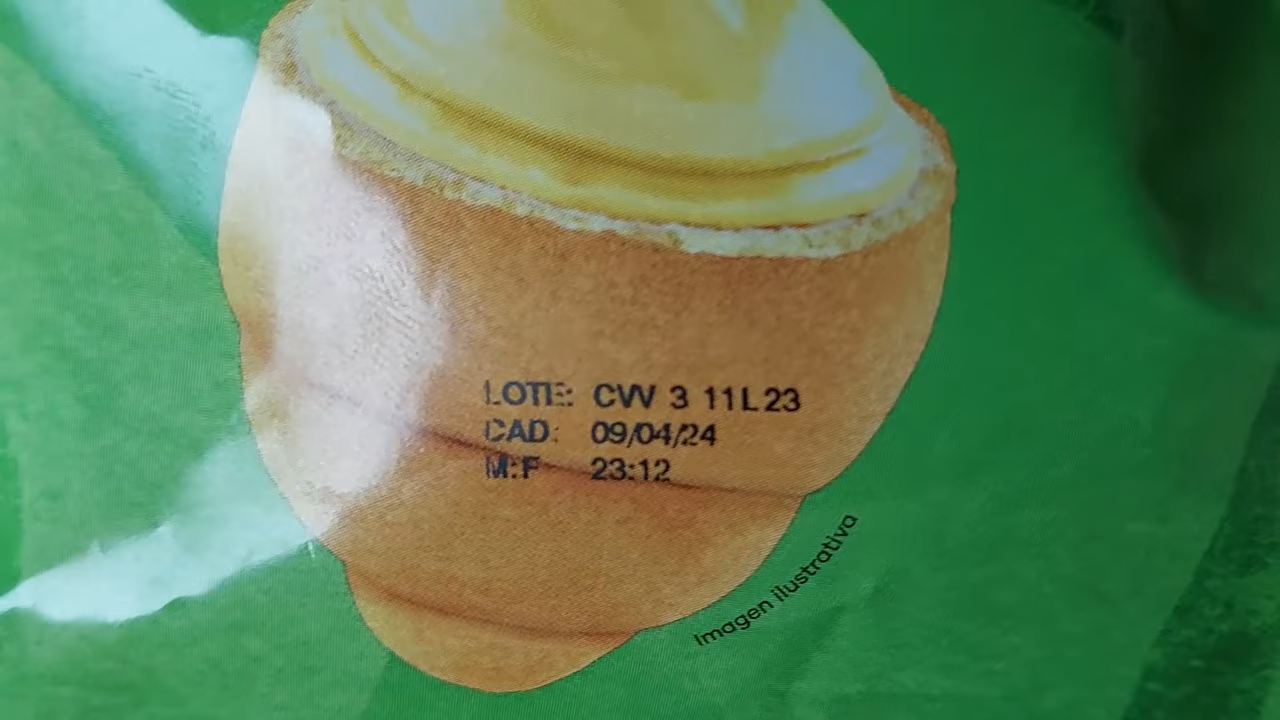 LOTE: CVV 3 11L23
CAD: 09/04/24
M:F 23:12
Imagen ilustrativa